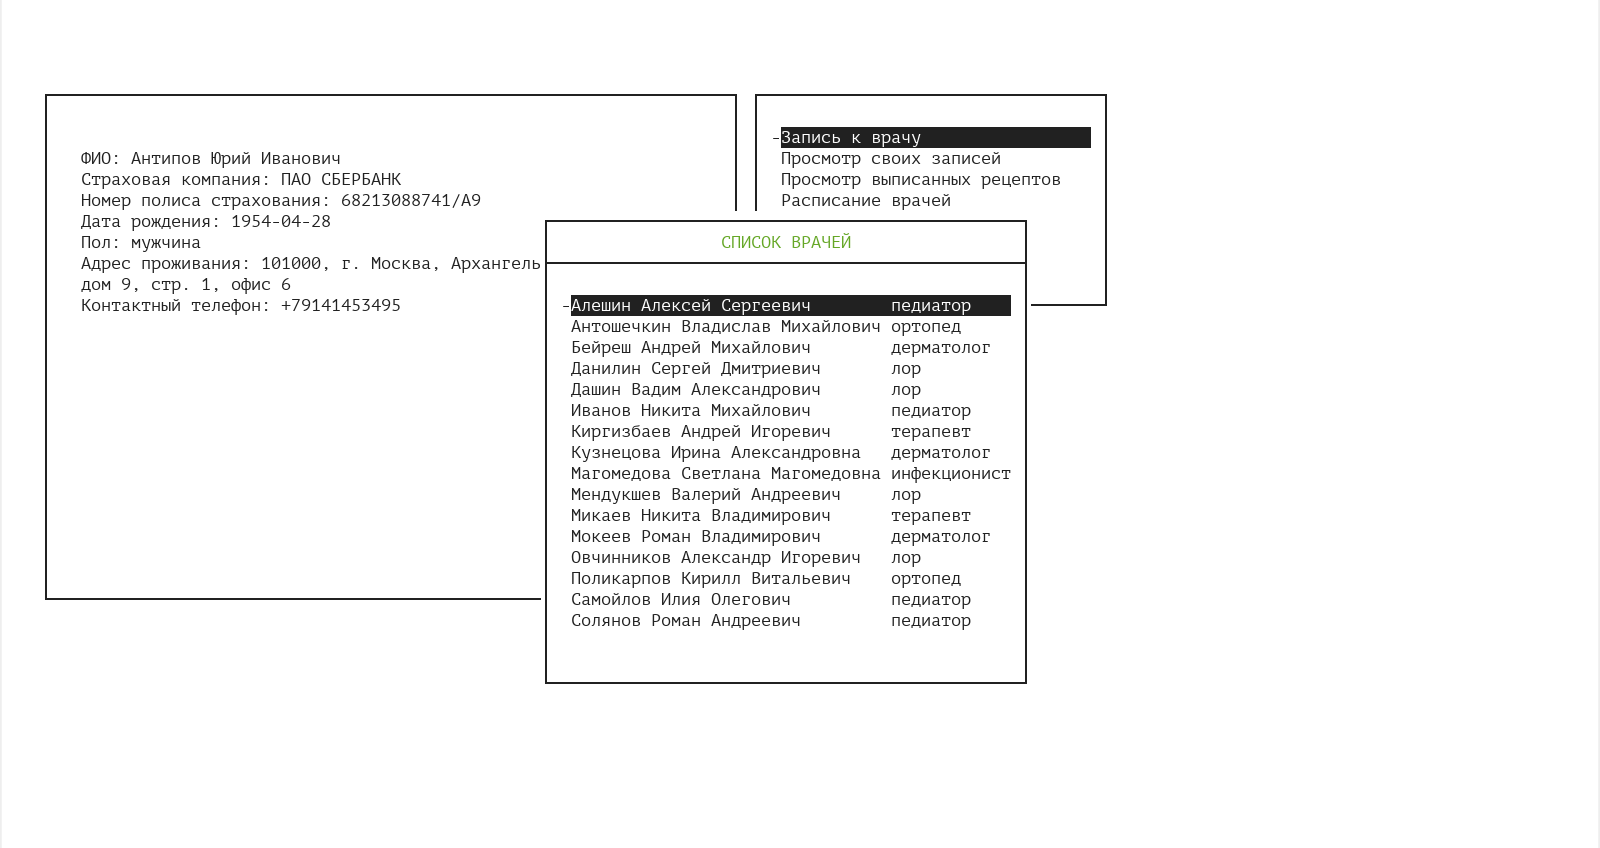 ФИО: Антипов Юрий Иванович
Страховая компания: ПАО СБЕРБАНК
Номер полиса страхования: 68213088741/А9
Дата рождения: 1954-04-28
Пол: мужчина
Адрес проживания: 101000, г. Москва, Архангель
дом 9, стр. 1, офис 6
Контактный телефон: +79141453495
-Запись к врачу
Просмотр своих записей
Просмотр выписанных рецептов
Расписание врачей
СПИСОК ВРАЧЕЙ
-Алешин Алексей Сергеевич педиатор
Антошечкин Владислав Михайлович ортопед
Бейреш Андрей Михайлович дерматолог
Данилин Сергей Дмитриевич лор
Дашин Вадим Александрович лор
Иванов Никита Михайлович педиатор
Киргизбаев Андрей Игоревич терапевт
Кузнецова Ирина Александровна дерматолог
Магомедова Светлана Магомедовна инфекционист
Мендукшев Валерий Андреевич лор
Микаев Никита Владимирович терапевт
Мокеев Роман Владимирович дерматолог
Овчинников Александр Игоревич лор
Поликарпов Кирилл Витальевич ортопед
Самойлов Илия Олегович педиатор
Солянов Роман Андреевич педиатор